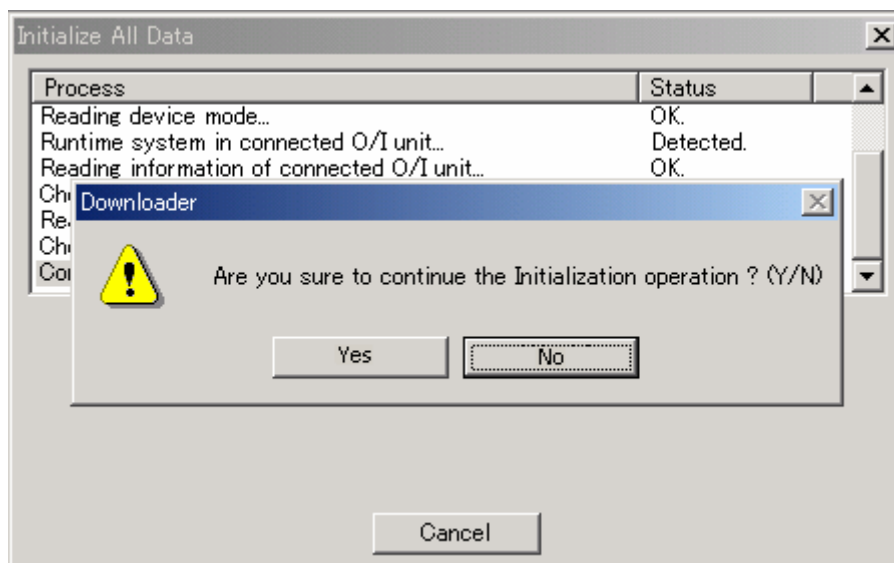 Initialize All Data
Process Status
Reading device mode... OK.
Runtime system in connected O/I unit... Detected.
Reading information of connected O/I unit... OK.
Downloader
Are you sure to continue the Initialization operation ? (Y/N)
Yes No
Cancel